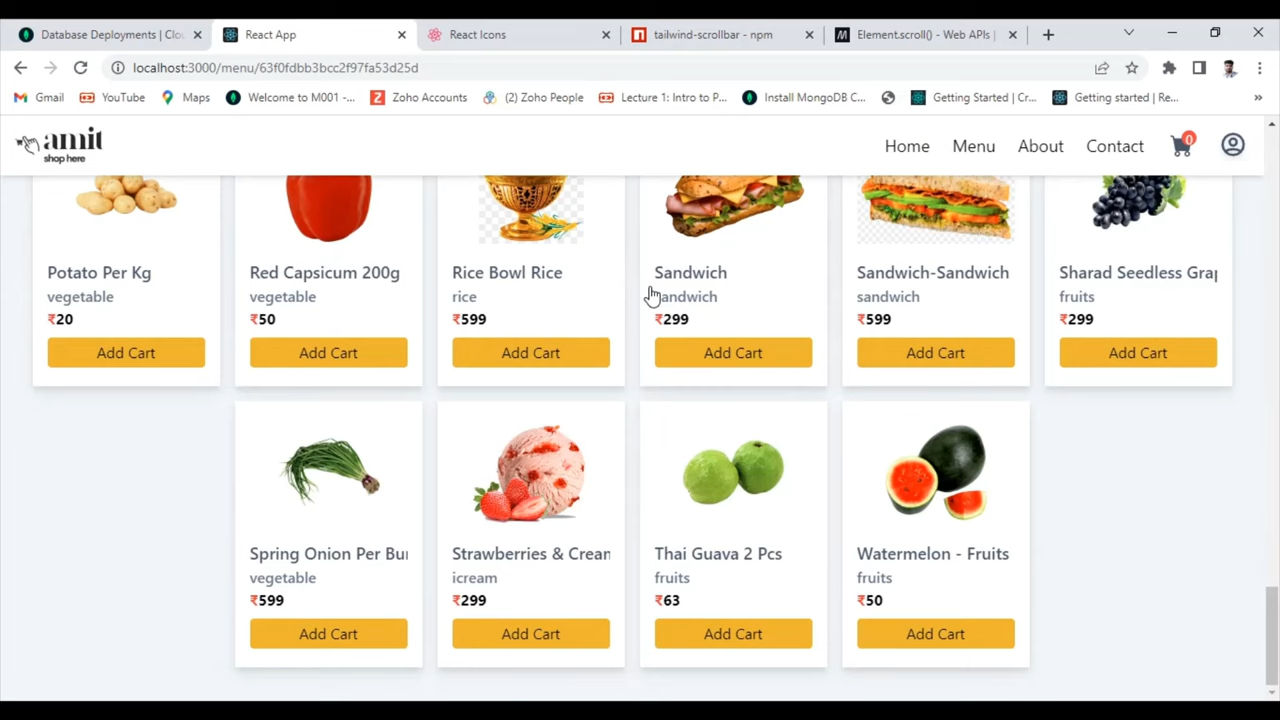 Database Deployments | Clo
React App
React Icons
tailwind-scrollbar - npm
Element.scroll() - Web APIs |
localhost:3000/menu/63f0fdbb3bcc2f97fa53d25d
Gmail
YouTube
Maps
Welcome to M001 -...
Zoho Accounts
(2) Zoho People
Lecture 1: Intro to P...
Install MongoDB C...
Getting Started | Cr...
Getting started | Re...
»
amit
shop here
Home
Menu
About
Contact
0
Potato Per Kg
vegetable
₹20
Add Cart
Red Capsicum 200g
vegetable
₹50
Add Cart
Rice Bowl Rice
rice
₹599
Add Cart
Sandwich
sandwich
₹299
Add Cart
Sandwich-Sandwich
sandwich
₹599
Add Cart
Sharad Seedless Grap
fruits
₹299
Add Cart
Spring Onion Per Bun
vegetable
₹599
Add Cart
Strawberries & Cream
icream
₹299
Add Cart
Thai Guava 2 Pcs
fruits
₹63
Add Cart
Watermelon - Fruits
fruits
₹50
Add Cart